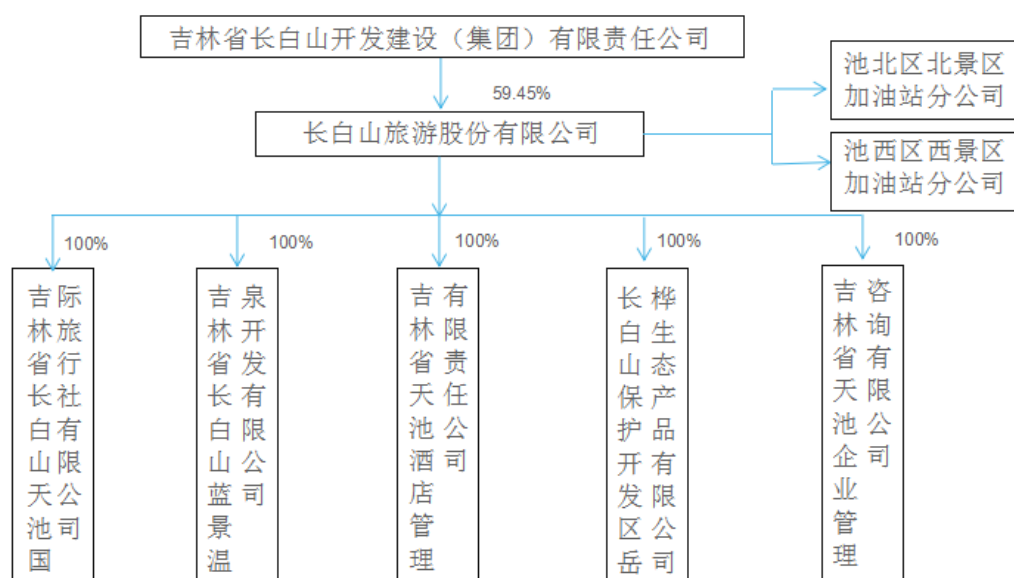 吉林省长白山开发建设（集团）有限责任公司
59.45%
长白山旅游股份有限公司
池北区北景区
加油站分公司
池西区西景区
加油站分公司
100%
100%
100%
100%
100%
吉林省长白山天池国
际旅行社有限公司
吉林省长白山蓝景温
泉开发有限公司
吉林省天池酒店管理
有限责任公司
长白山保护开发区岳
桦生态产品有限公司
吉林省天池企业管理
咨询有限公司